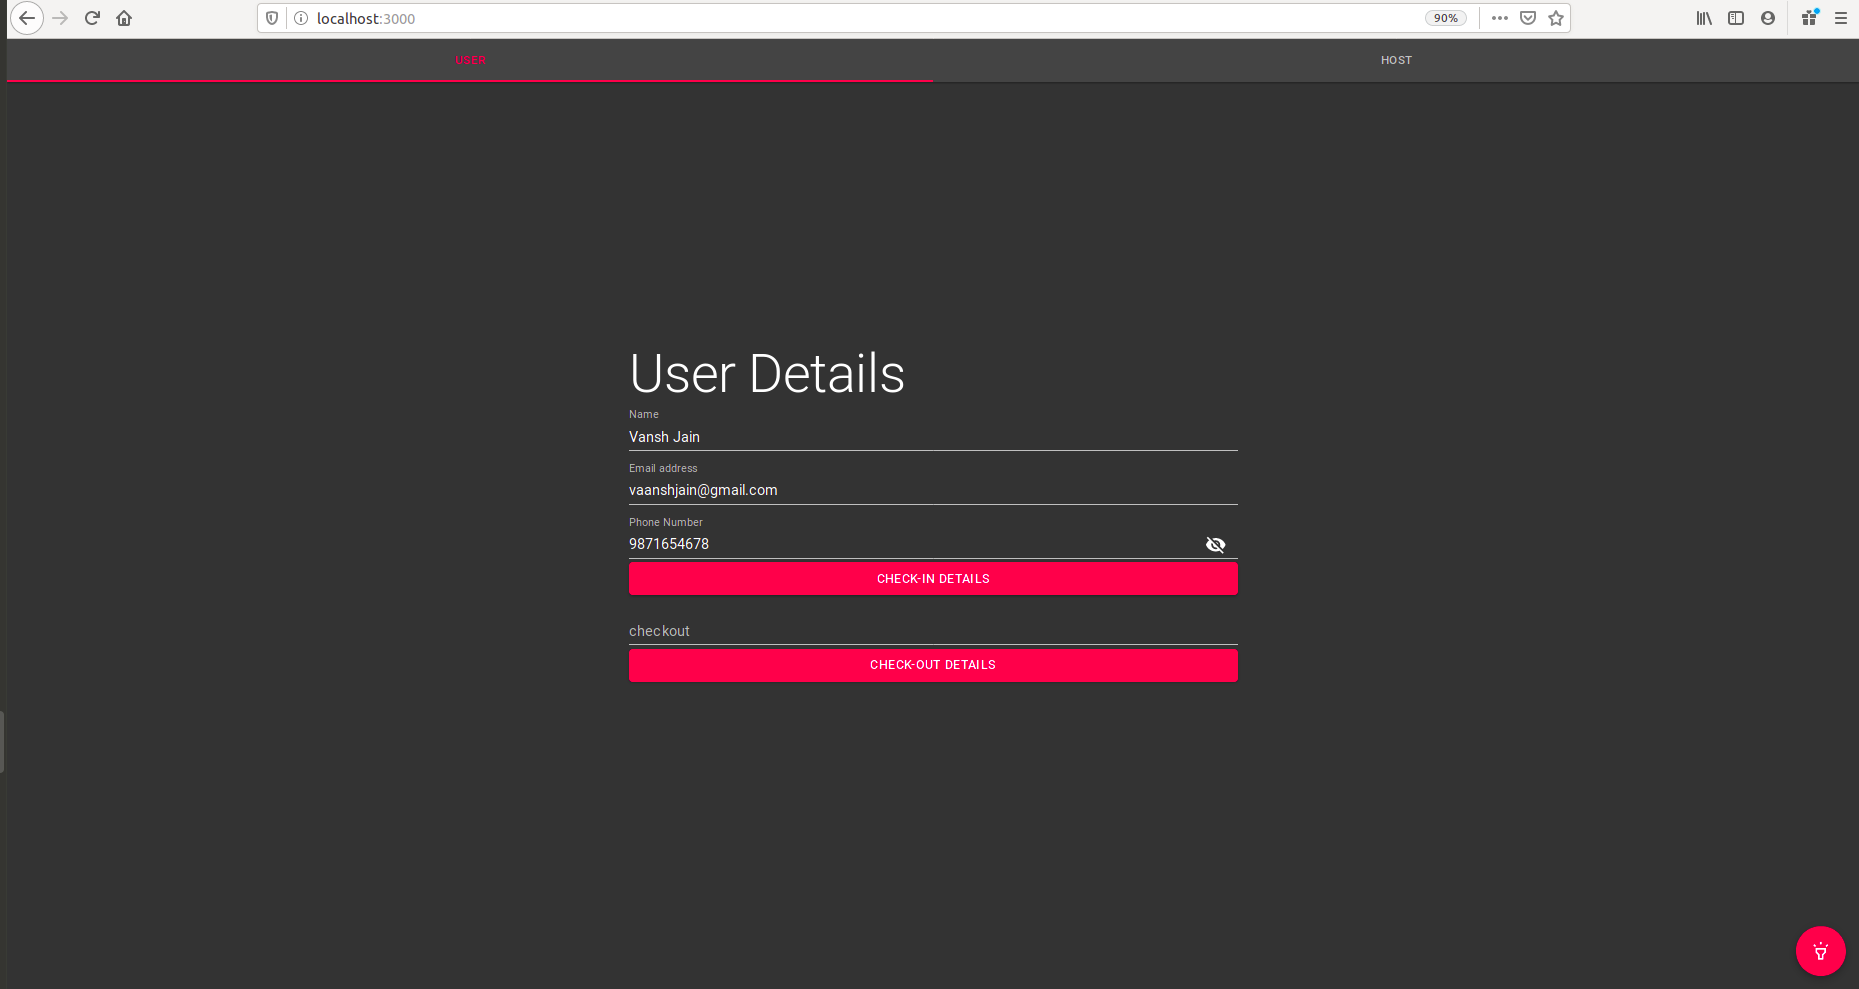 localhost:3000
90%
USER
HOST
User Details
Name
Vansh Jain
Email address
vaanshjain@gmail.com
Phone Number
9871654678
CHECK-IN DETAILS
checkout
CHECK-OUT DETAILS